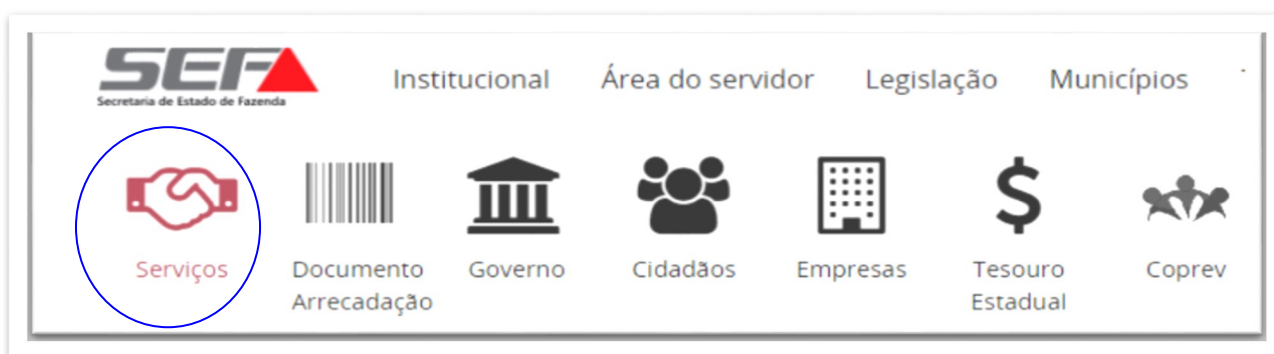 SEF
Secretaria de Estado de Fazenda
Institucional Área do servidor Legislação Municípios
Serviços Documento Governo Cidadãos Empresas Tesouro Coprev
Arrecadação Estadual